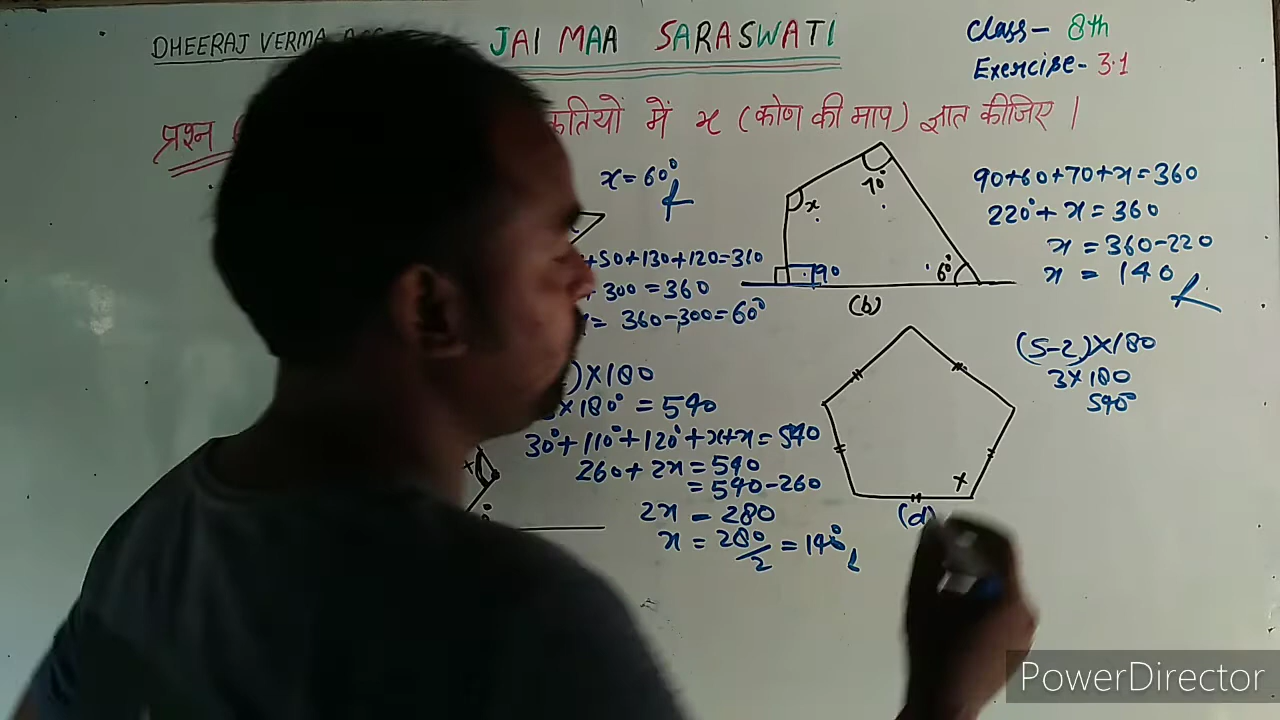 DHEERAJ VERMA
JAI MAA SARASWATI
Class- 8th
Exercise- 3.1
प्रश्न
में x (कोण की माप) ज्ञात कीजिए ।
x = 60°
+50+130+120=360
300 = 360
= 360-300=60°
x
70°
90
60°
(b)
90+60+70+x=360
220°+ x = 360
x = 360-220
x = 140
)×180
×180° = 540
30°+110°+120°+x+x = 540
260+2x = 540
= 540-260
2x = 280
x = 280/2 = 140°
x
x
(d)
(5-2)×180
3×180
540°
PowerDirector